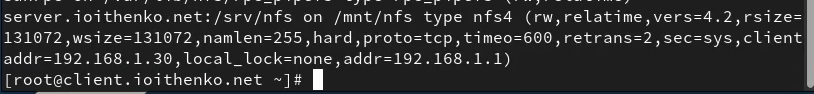 server.ioithenko.net:/srv/nfs on /mnt/nfs type nfs4 (rw,relatime,vers=4.2,rsize=
131072,wsize=131072,namlen=255,hard,proto=tcp,timeo=600,retrans=2,sec=sys,client
addr=192.168.1.30,local_lock=none,addr=192.168.1.1)
[root@client.ioithenko.net ~]#